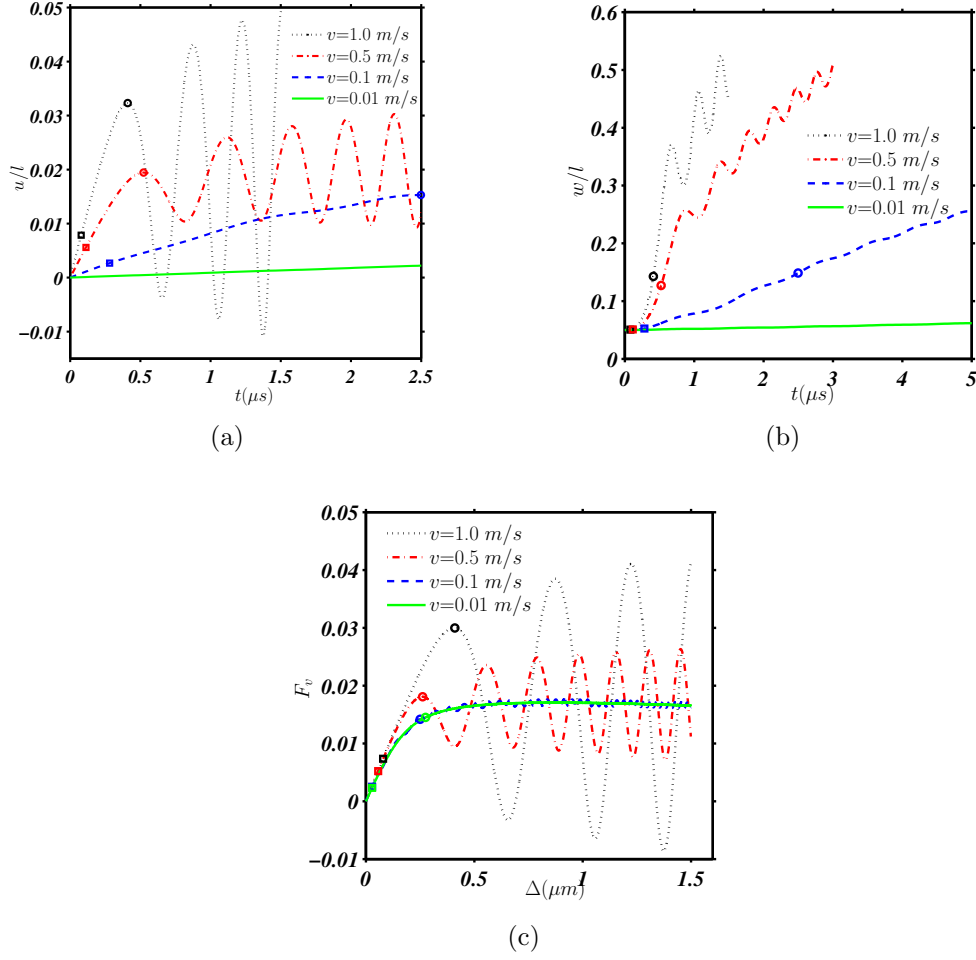 0.05
0.04
0.03
0.02
0.01
0
−0.01
u/l
v=1.0 m/s
v=0.5 m/s
v=0.1 m/s
v=0.01 m/s
0 0.5 1 1.5 2 2.5
t(μs)
(a)
0.6
0.5
0.4
0.3
0.2
0.1
0
w/l
v=1.0 m/s
v=0.5 m/s
v=0.1 m/s
v=0.01 m/s
0 1 2 3 4 5
t(μs)
(b)
0.05
0.04
0.03
0.02
0.01
0
−0.01
F_v
v=1.0 m/s
v=0.5 m/s
v=0.1 m/s
v=0.01 m/s
0 0.5 1 1.5
Δ(μm)
(c)